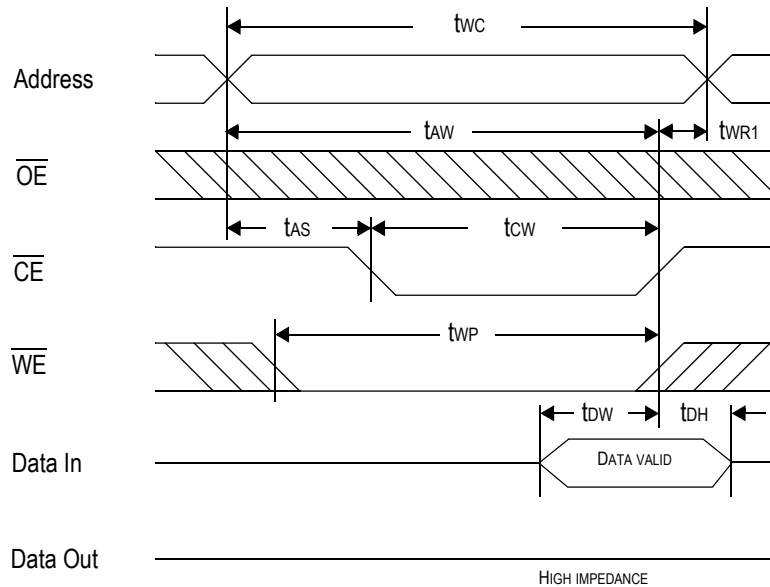 tWC
Address
tAW
tWR1
OE
tAS
tCW
CE
tWP
WE
tDW
tDH
Data In
DATA VALID
Data Out
HIGH IMPEDANCE